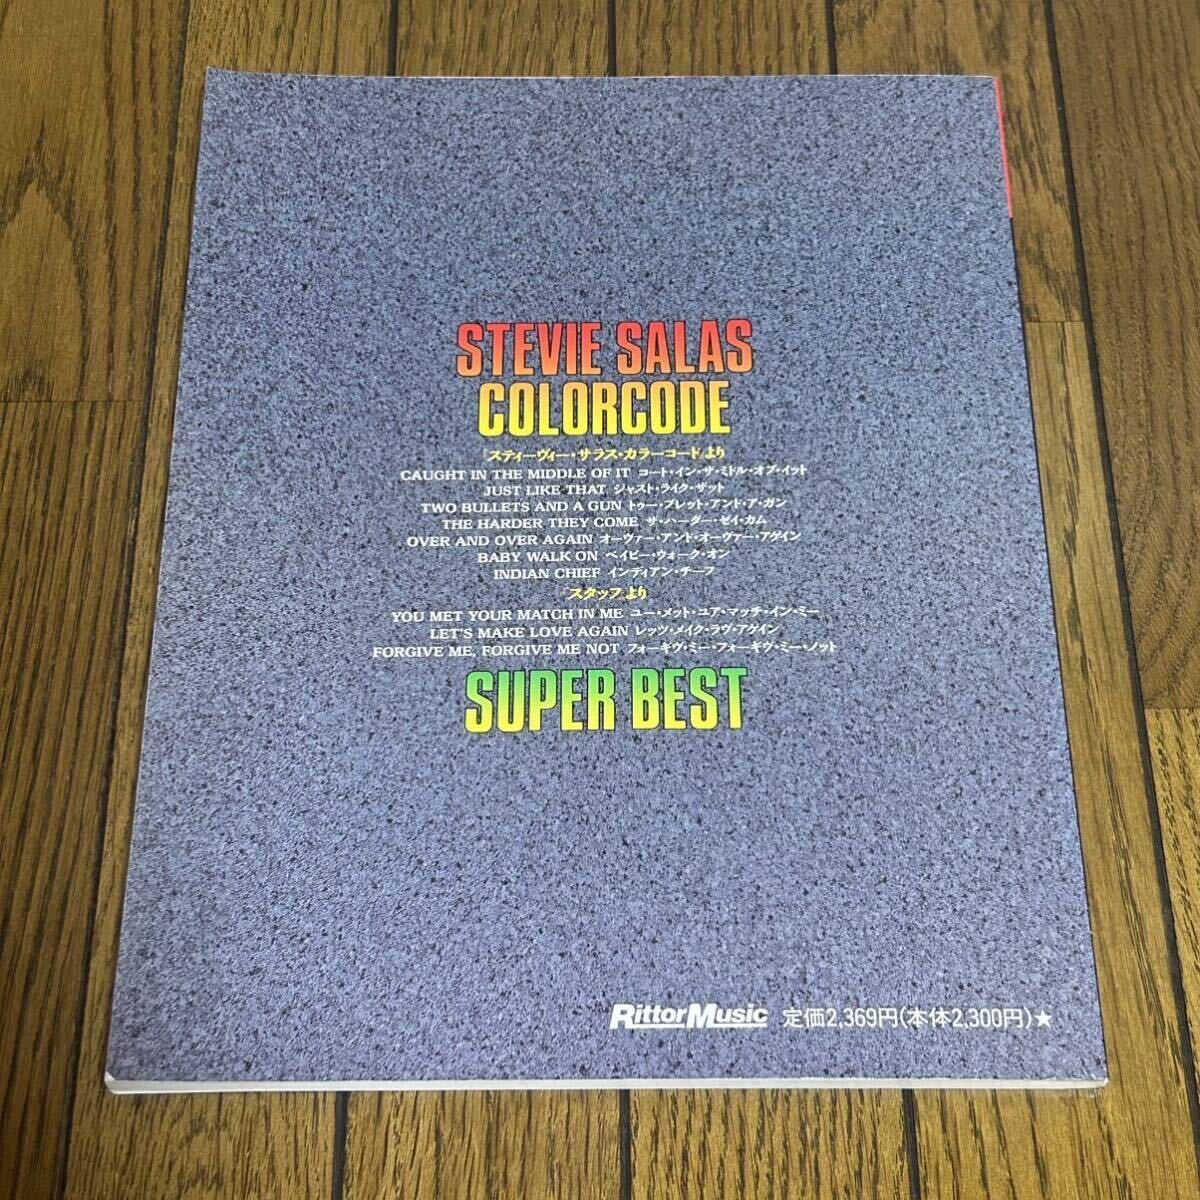 STEVIE SALAS
COLORCODE
『スティーヴィー・サラス・カラーコード』より
CAUGHT IN THE MIDDLE OF IT コート・イン・ザ・ミドル・オブ・イット
JUST LIKE THAT ジャスト・ライク・ザット
TWO BULLETS AND A GUN トゥー・ブレット・アンド・ア・ガン
THE HARDER THEY COME ザ・ハーダー・ゼイ・カム
OVER AND OVER AGAIN オーヴァー・アンド・オーヴァー・アゲイン
BABY WALK ON ベイビー・ウォーク・オン
INDIAN CHIEF インディアン・チーフ
『スタッフ』より
YOU MET YOUR MATCH IN ME ユー・メット・ユア・マッチ・イン・ミー
LET'S MAKE LOVE AGAIN レッツ・メイク・ラヴ・アゲイン
FORGIVE ME, FORGIVE ME NOT フォーギヴ・ミー・フォーギヴ・ミー・ノット
SUPER BEST
RittorMusic 定価2,369円(本体2,300円)★